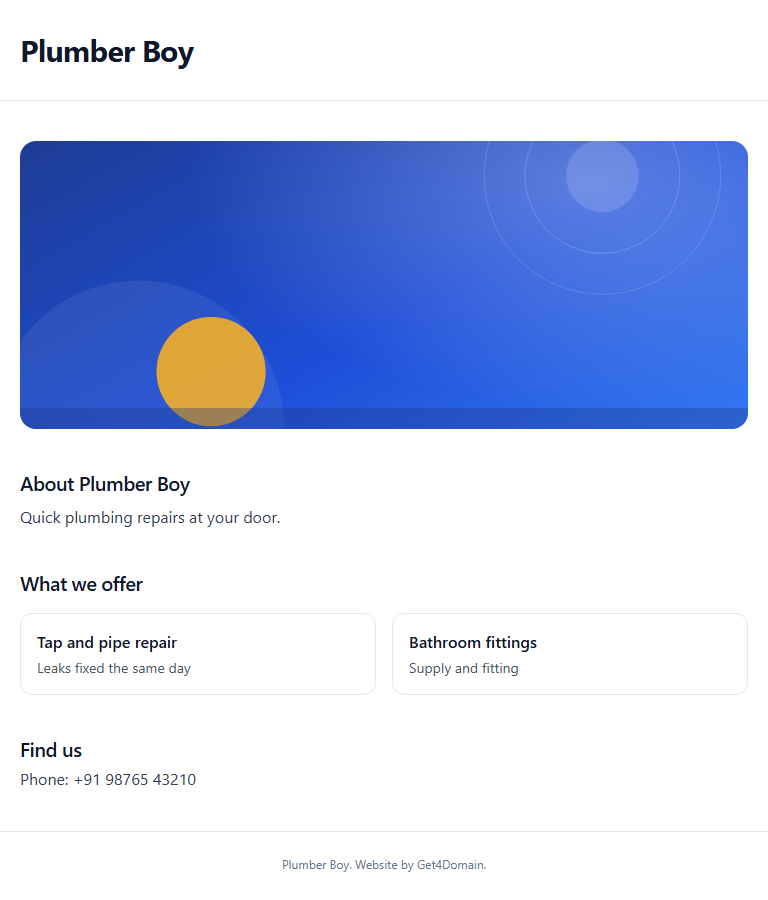 Plumber Boy
About Plumber Boy
Quick plumbing repairs at your door.
What we offer
Tap and pipe repair
Leaks fixed the same day
Bathroom fittings
Supply and fitting
Find us
Phone: +91 98765 43210
Plumber Boy. Website by Get4Domain.